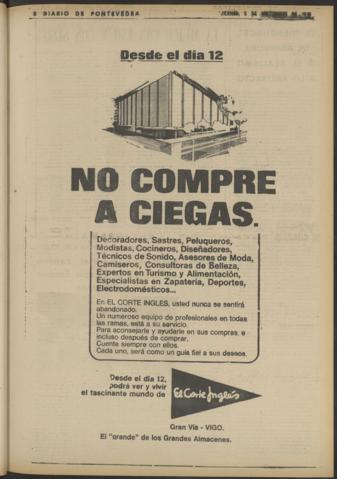 8 DIARIO DE PONTEVEDRA
Desde el día 12
NO COMPRE
A CIEGAS.
Decoradores, Sastres, Peluqueros,
Modistas, Cocineros, Diseñadores,
Técnicos de Sonido, Asesores de Moda,
Camiseros, Consultoras de Belleza,
Expertos en Turismo y Alimentación,
Especialistas en Zapatería, Deportes,
Electrodomésticos...
En EL CORTE INGLES, usted nunca se sentirá
abandonado.
Un numeroso equipo de profesionales en todas
las ramas, está a su servicio.
Para aconsejarle y ayudarle en sus compras, e
incluso después de comprar.
Cuente siempre con ellos.
Cada uno, será como un guía fiel a sus deseos.
Desde el día 12,
podrá ver y vivir
el fascinante mundo de
El Corte Inglés
Gran Vía - VIGO.
El "grande" de los Grandes Almacenes.